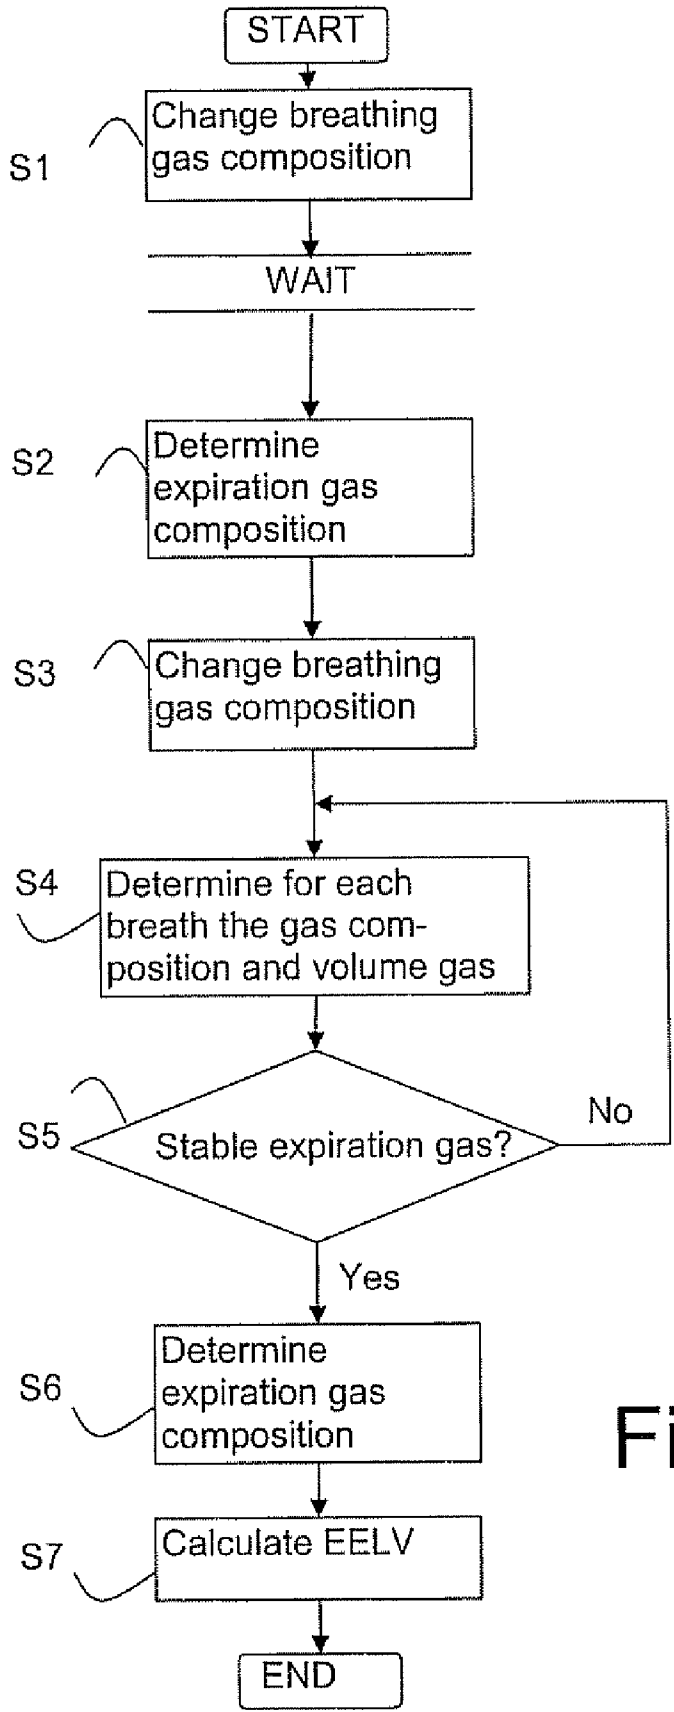 START
Change breathing
gas composition
S1
WAIT
S2
Determine
expiration gas
composition
S3
Change breathing
gas composition
S4
Determine for each
breath the gas com-
position and volume gas
S5
Stable expiration gas?
No
Yes
Determine
expiration gas
composition
S6
Fi
Calculate EELV
S7
END